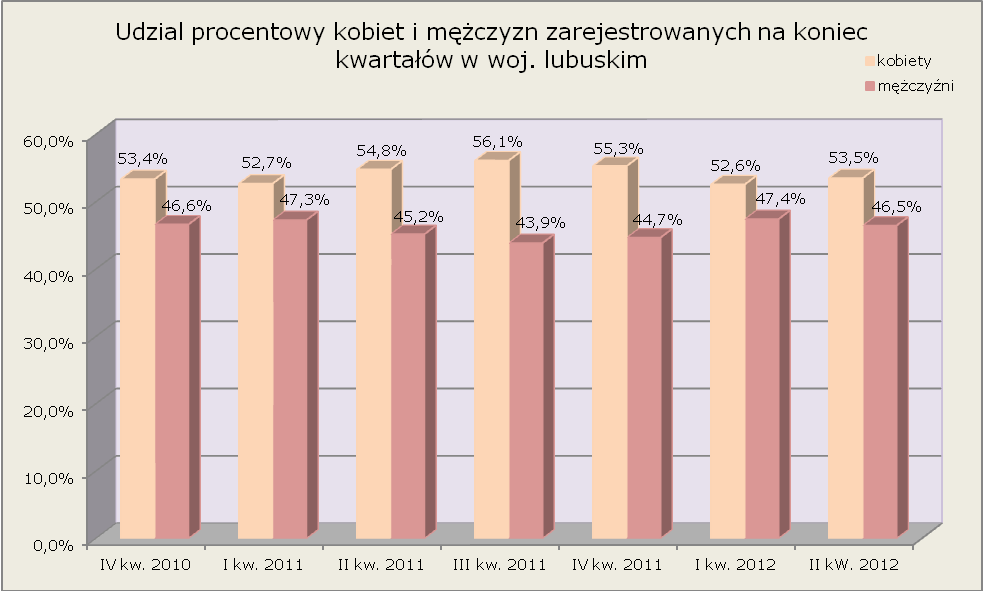 Udzial procentowy kobiet i mężczyzn zarejestrowanych na koniec
kwartałów w woj. lubuskim
kobiety
mężczyźni
60,0%
50,0%
40,0%
30,0%
20,0%
10,0%
0,0%
53,4%
46,6%
52,7%
47,3%
54,8%
45,2%
56,1%
43,9%
55,3%
44,7%
52,6%
47,4%
53,5%
46,5%
IV kw. 2010
I kw. 2011
II kw. 2011
III kw. 2011
IV kw. 2011
I kw. 2012
II kW. 2012